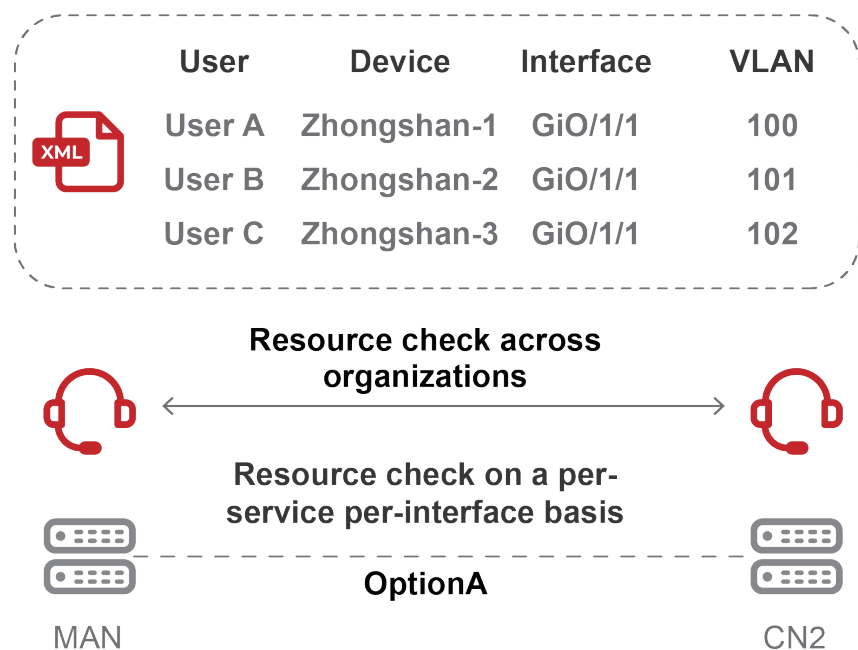 User Device Interface VLAN
XML
User A Zhongshan-1 GiO/1/1 100
User B Zhongshan-2 GiO/1/1 101
User C Zhongshan-3 GiO/1/1 102
Resource check across
organizations
Resource check on a per-
service per-interface basis
OptionA
MAN CN2